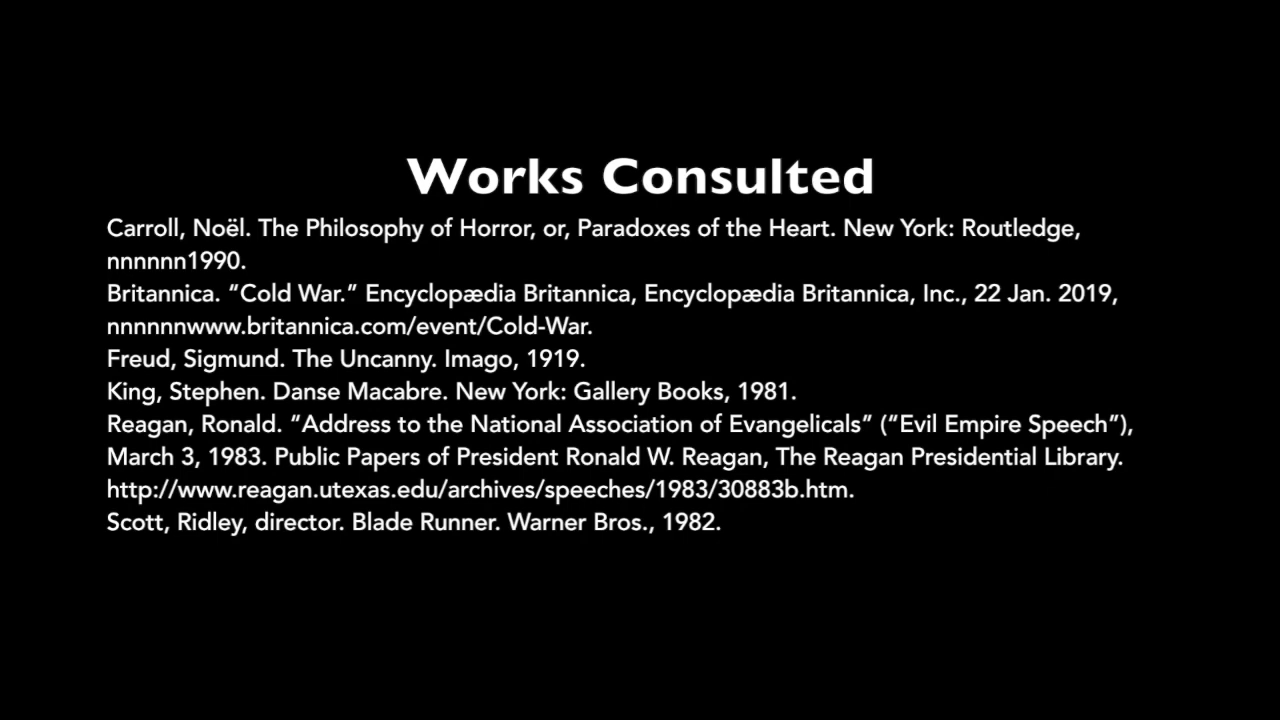 Works Consulted
Carroll, Noël. The Philosophy of Horror, or, Paradoxes of the Heart. New York: Routledge,
nnnnnn1990.
Britannica. “Cold War.” Encyclopædia Britannica, Encyclopædia Britannica, Inc., 22 Jan. 2019,
nnnnnnwww.britannica.com/event/Cold-War.
Freud, Sigmund. The Uncanny. Imago, 1919.
King, Stephen. Danse Macabre. New York: Gallery Books, 1981.
Reagan, Ronald. “Address to the National Association of Evangelicals” (“Evil Empire Speech”),
March 3, 1983. Public Papers of President Ronald W. Reagan, The Reagan Presidential Library.
http://www.reagan.utexas.edu/archives/speeches/1983/30883b.htm.
Scott, Ridley, director. Blade Runner. Warner Bros., 1982.